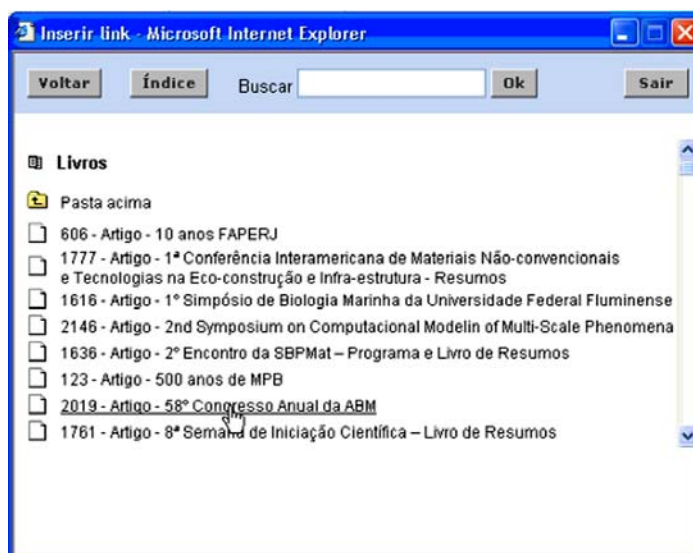 Inserir link - Microsoft Internet Explorer
Voltar Índice Buscar Ok Sair
Livros
Pasta acima
606 - Artigo - 10 anos FAPERJ
1777 - Artigo - 1ª Conferência Interamericana de Materiais Não-convencionais
e Tecnologias na Eco-construção e Infra-estrutura - Resumos
1616 - Artigo - 1º Simpósio de Biologia Marinha da Universidade Federal Fluminense
2146 - Artigo - 2nd Symposium on Computacional Modelin of Multi-Scale Phenomena
1636 - Artigo - 2º Encontro da SBPMat – Programa e Livro de Resumos
123 - Artigo - 500 anos de MPB
2019 - Artigo - 58º Congresso Anual da ABM
1761 - Artigo - 8ª Semana de Iniciação Científica – Livro de Resumos